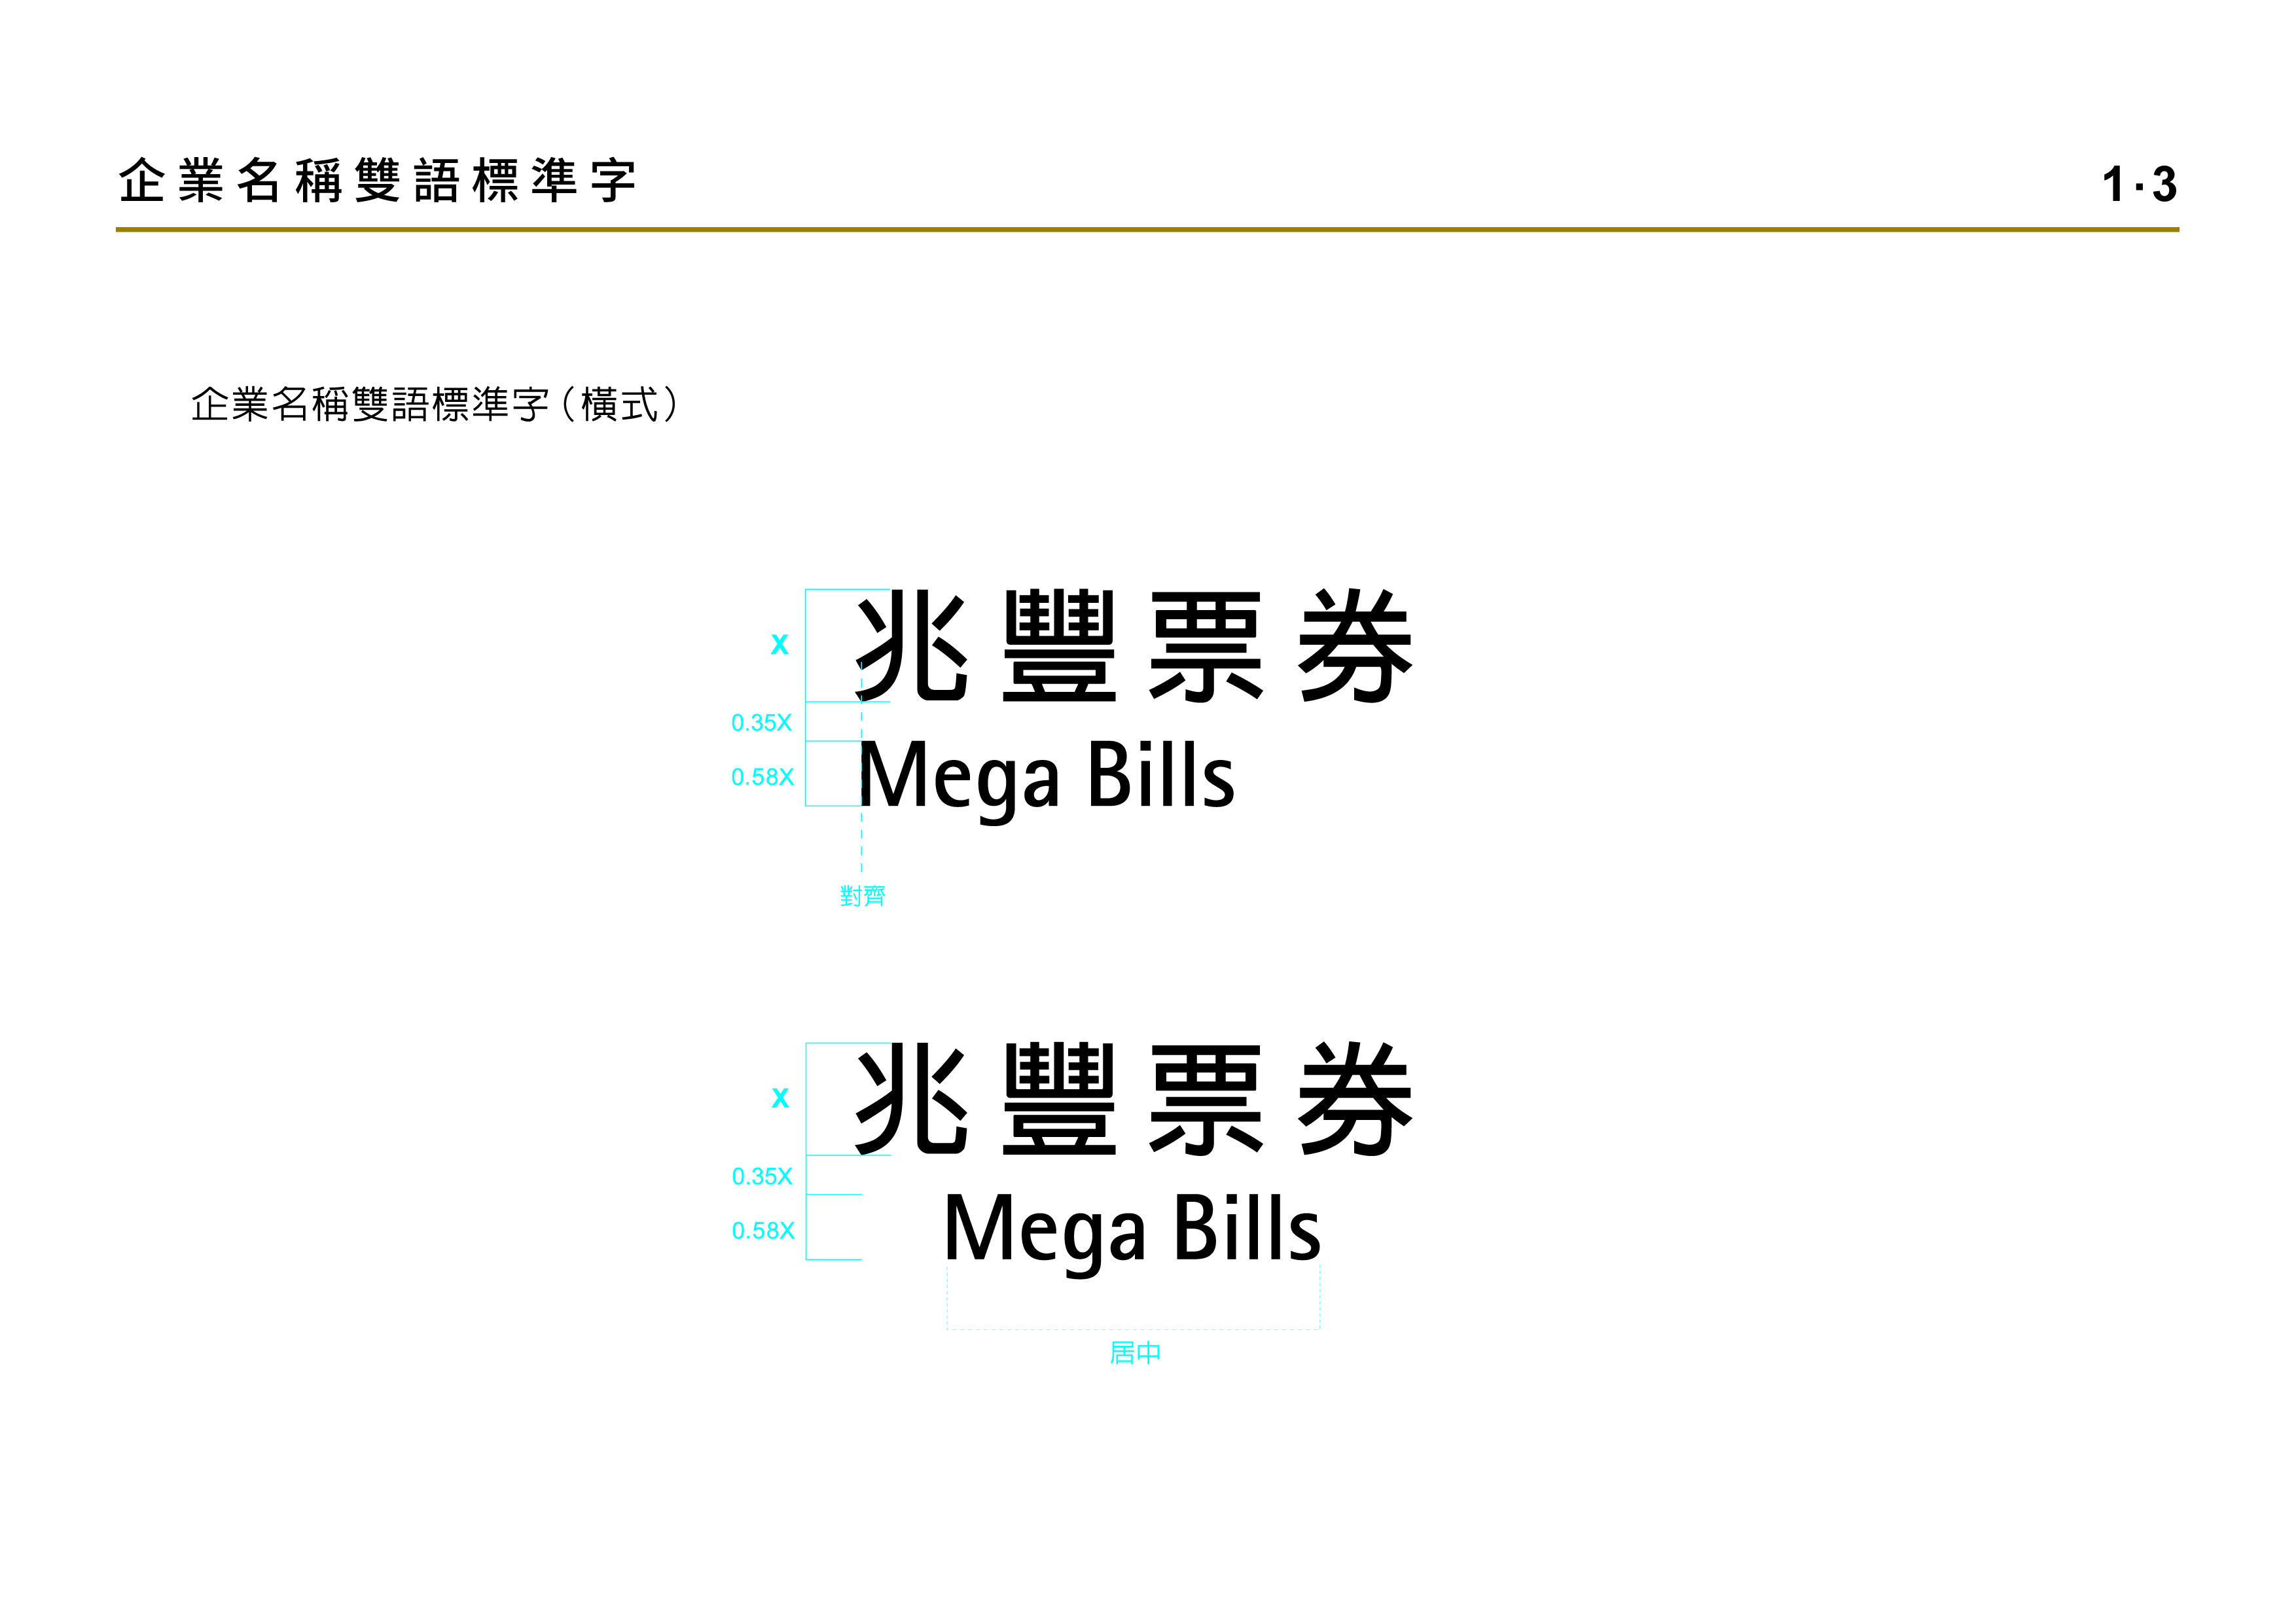 企業名稱雙語標準字
1·3
企業名稱雙語標準字(橫式)
兆豐票券
X
0.35X
Mega Bills
0.58X
對齊
兆豐票券
X
0.35X
Mega Bills
0.58X
居中